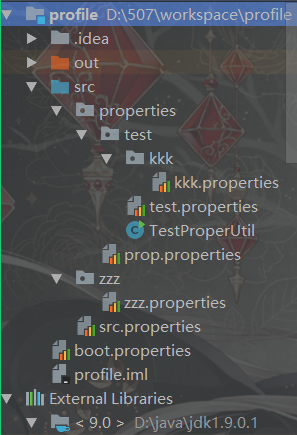 profile D:\507\workspace\profile
.idea
out
src
properties
test
kkk
kkk.properties
test.properties
TestProperUtil
prop.properties
zzz
zzz.properties
src.properties
boot.properties
profile.iml
External Libraries
< 9.0 > D:\java\jdk1.9.0.1